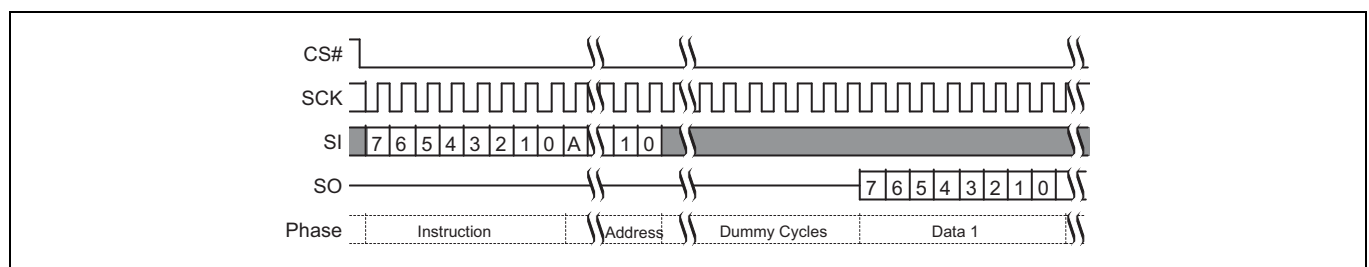 CS#
SCK
SI 7 6 5 4 3 2 1 0 A 1 0
SO 7 6 5 4 3 2 1 0
Phase Instruction Address Dummy Cycles Data 1